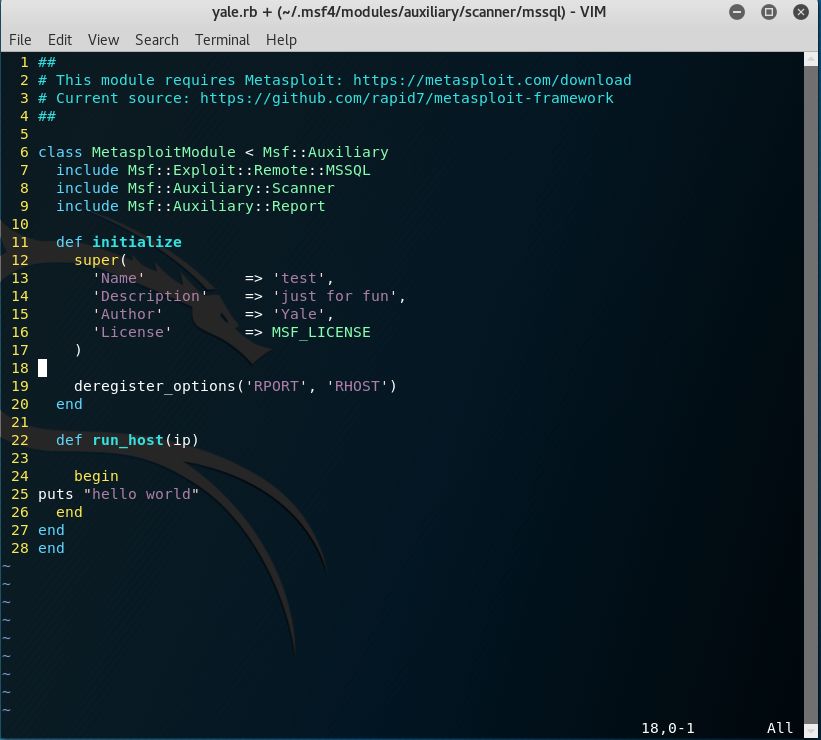 yale.rb + (~/.msf4/modules/auxiliary/scanner/mssql) - VIM
File Edit View Search Terminal Help
1 ##
2 # This module requires Metasploit: https://metasploit.com/download
3 # Current source: https://github.com/rapid7/metasploit-framework
4 ##
5
6 class MetasploitModule < Msf::Auxiliary
7   include Msf::Exploit::Remote::MSSQL
8   include Msf::Auxiliary::Scanner
9   include Msf::Auxiliary::Report
10
11   def initialize
12     super(
13       'Name'           => 'test',
14       'Description'    => 'just for fun',
15       'Author'         => 'Yale',
16       'License'        => MSF_LICENSE
17     )
18
19     deregister_options('RPORT', 'RHOST')
20   end
21
22   def run_host(ip)
23
24     begin
25 puts "hello world"
26   end
27 end
28 end
~
~
~
~
~
~
~
~
~
18,0-1 All